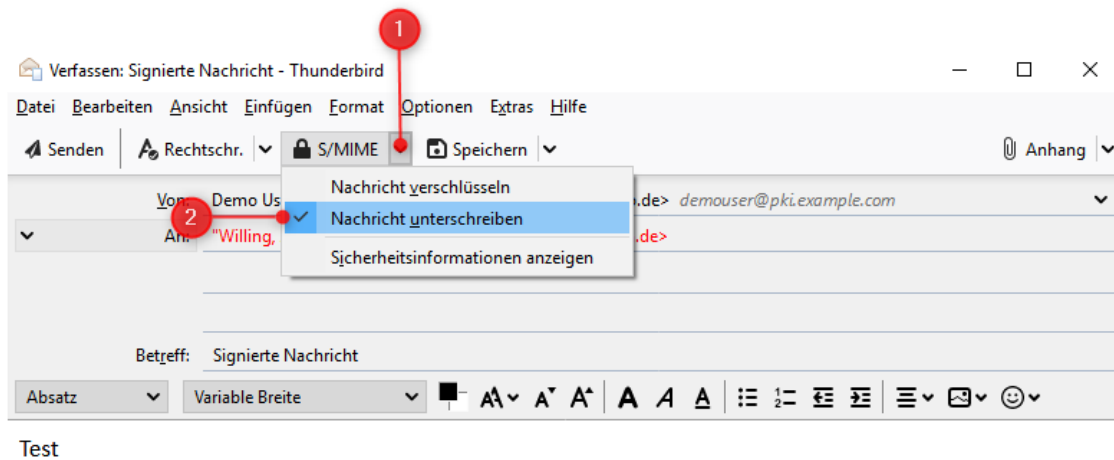 1
Verfassen: Signierte Nachricht - Thunderbird
Datei Bearbeiten Ansicht Einfügen Format Optionen Extras Hilfe
Senden Rechtschr. S/MIME Speichern Anhang
Nachricht verschlüsseln
Von: Demo Us .de> demouser@pki.example.com
2 Nachricht unterschreiben
An: "Willing, .de>
Sicherheitsinformationen anzeigen
Betreff: Signierte Nachricht
Absatz Variable Breite
Test